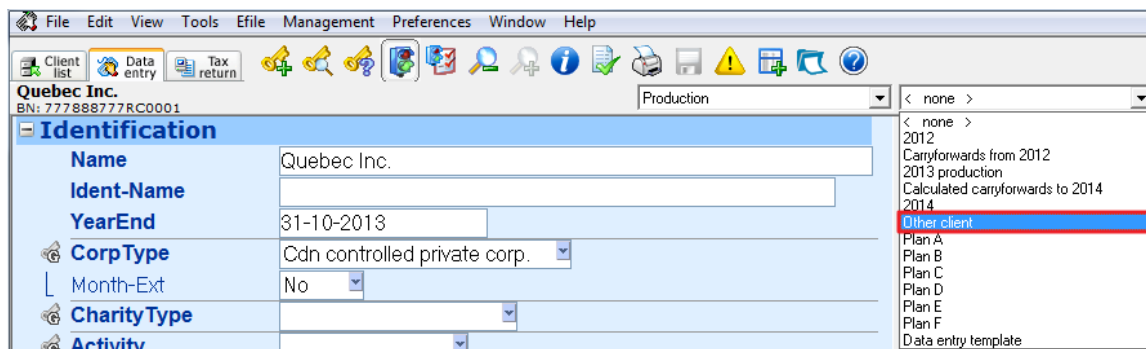 File Edit View Tools Efile Management Preferences Window Help
Client list Data entry Tax return
Quebec Inc.
BN: 777888777RC0001
Production < none >
Identification
Name Quebec Inc.
Ident-Name
YearEnd 31-10-2013
CorpType Cdn controlled private corp.
Month-Ext No
CharityType
Activity
< none >
2012
Carryforwards from 2012
2013 production
Calculated carryforwards to 2014
2014
Other client
Plan A
Plan B
Plan C
Plan D
Plan E
Plan F
Data entry template